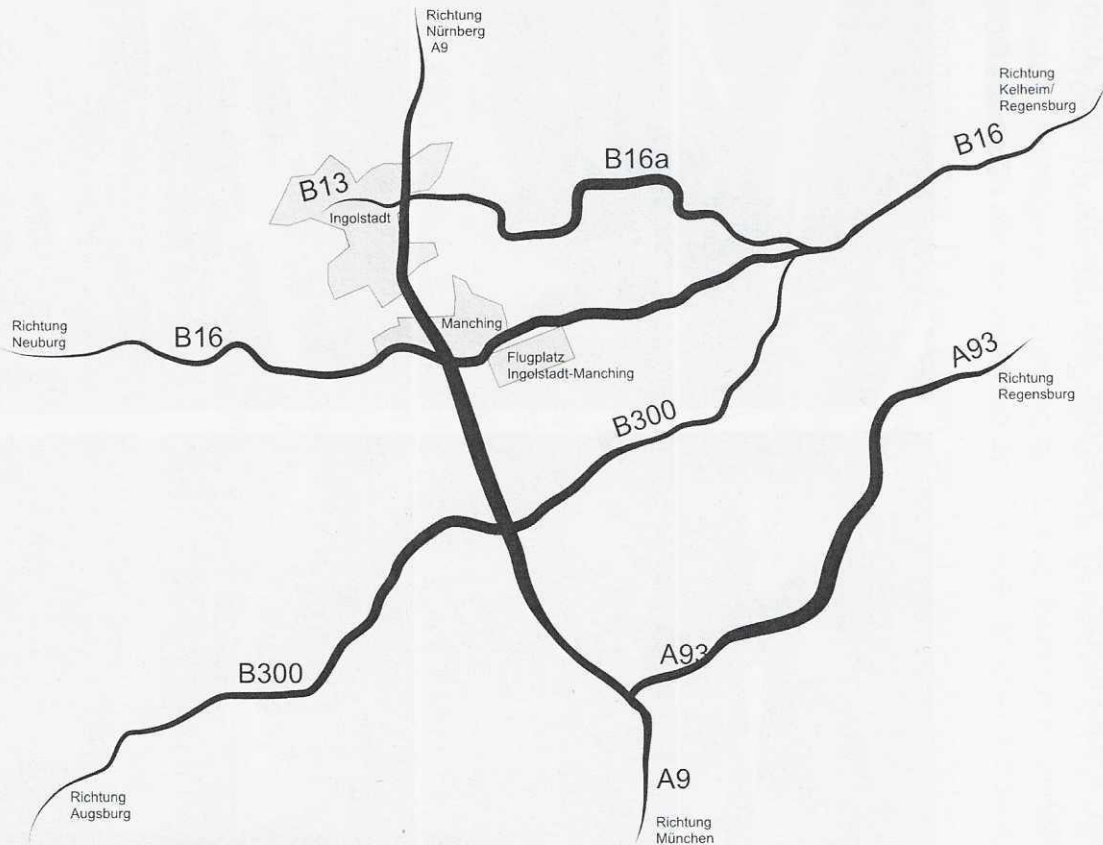 Richtung
Nürnberg
A9
Richtung
Kelheim/
Regensburg
B16
B16a
B13
Ingolstadt
Manching
Richtung
Neuburg
B16
Flugplatz
Ingolstadt-Manching
A93
Richtung
Regensburg
B300
A93
B300
A9
Richtung
Augsburg
Richtung
München